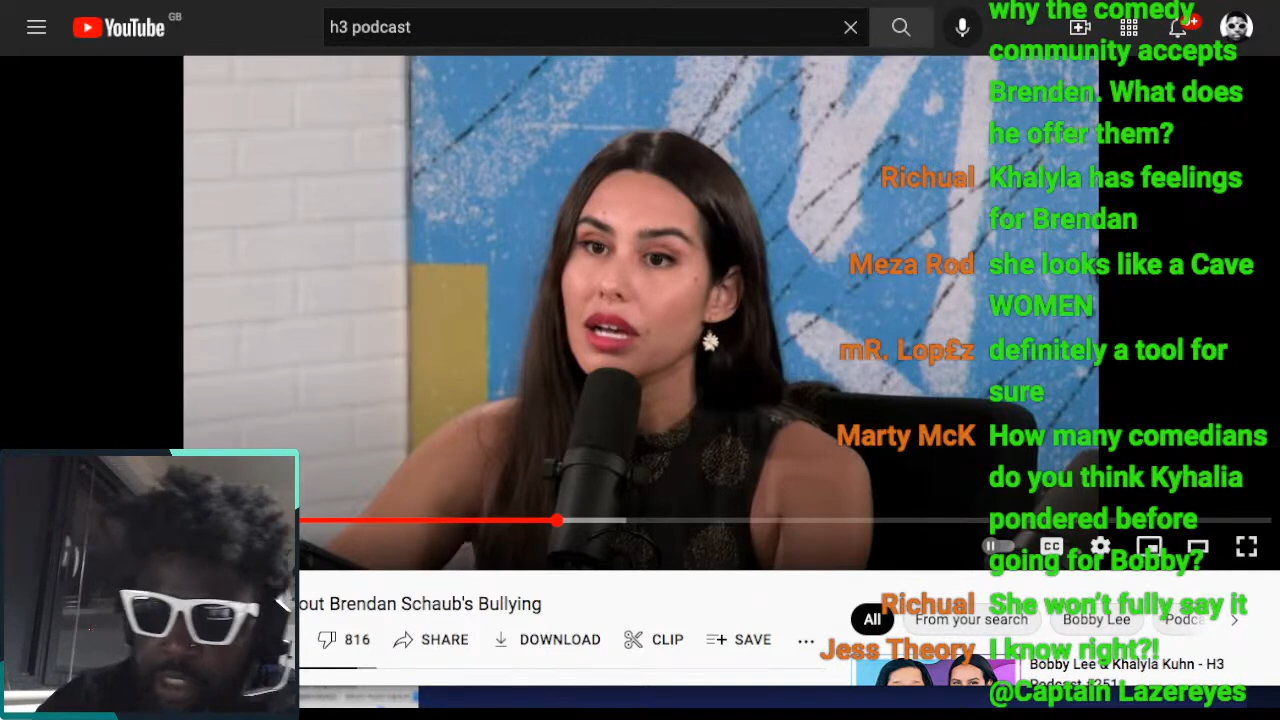 YouTube GB
h3 podcast
9+
why the comedy
community accepts
Brenden. What does
he offer them?
Richual Khalyla has feelings
for Brendan
Meza Rod she looks like a Cave
WOMEN
mR. Lop£z definitely a tool for
sure
Marty McK How many comedians
do you think Kyhalia
pondered before
going for Bobby?
CC
out Brendan Schaub's Bullying
Richual She won't fully say it
All From your search Bobby Lee
816 SHARE DOWNLOAD CLIP SAVE
Jess Theory I know right?!
Bobby Lee & Khalyla Kuhn - H3
@Captain Lazereyes